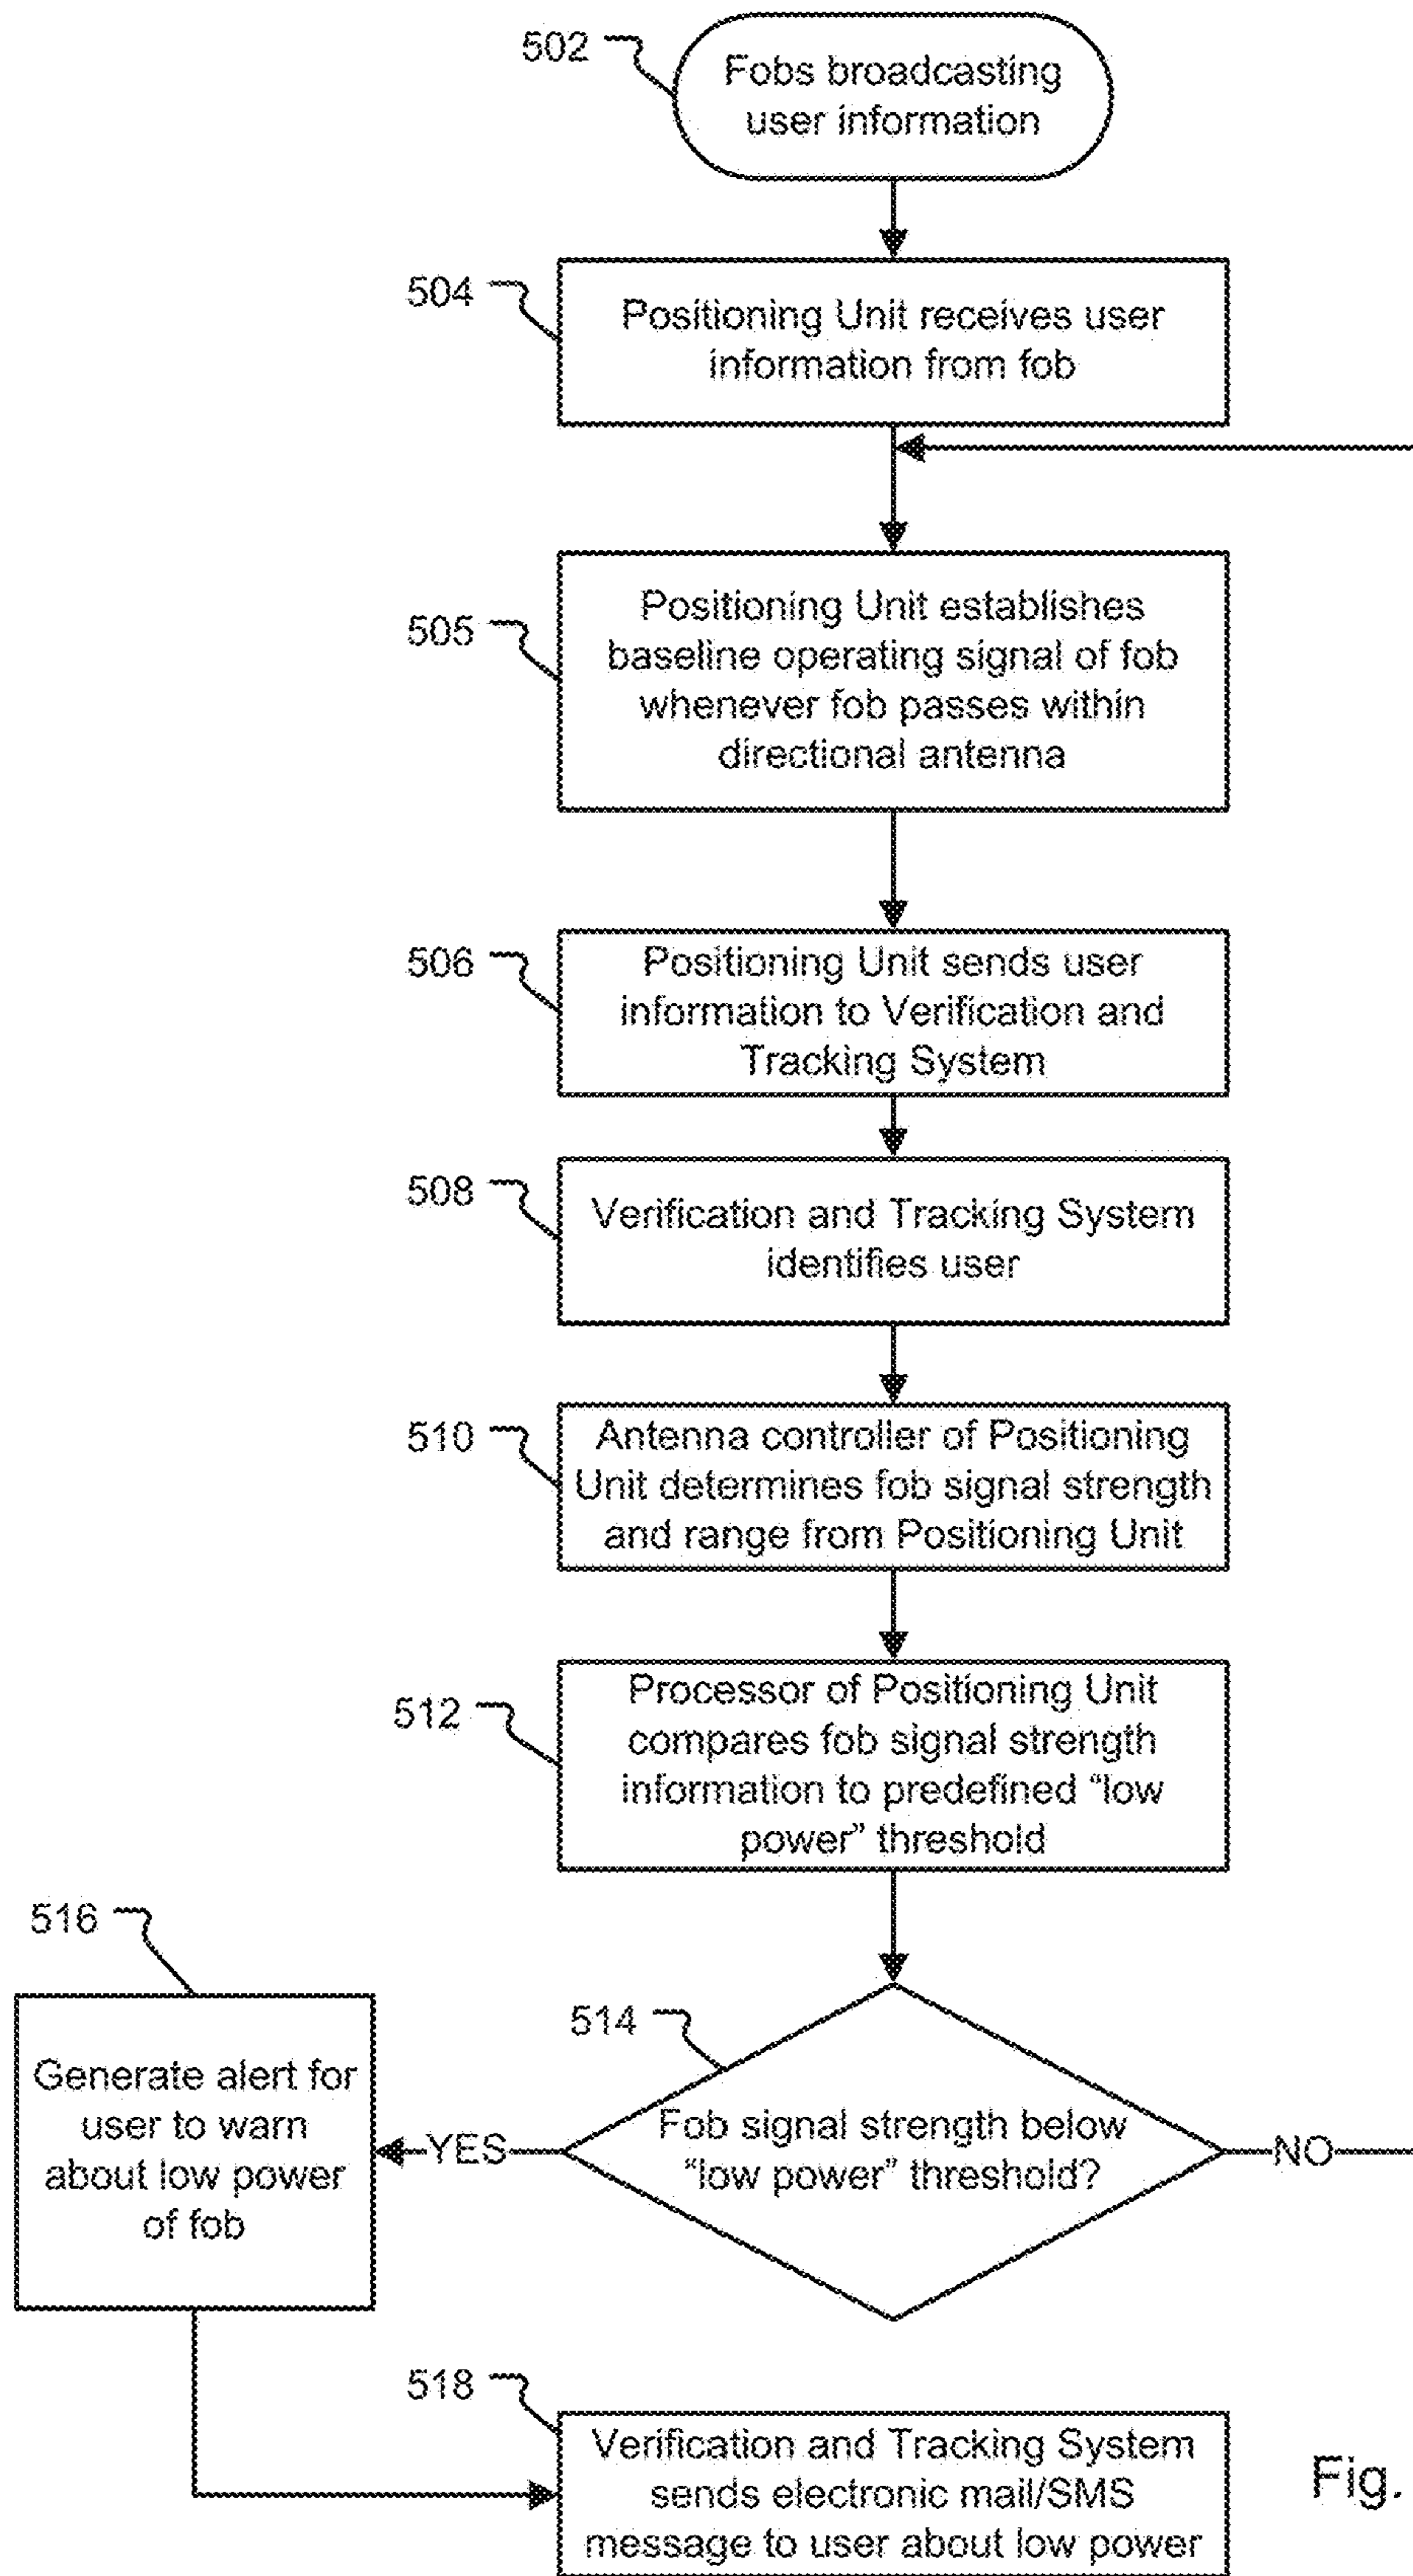 502
Fobs broadcasting
user information
504
Positioning Unit receives user
information from fob
505
Positioning Unit establishes
baseline operating signal of fob
whenever fob passes within
directional antenna
506
Positioning Unit sends user
information to Verification and
Tracking System
508
Verification and Tracking System
identifies user
510
Antenna controller of Positioning
Unit determines fob signal strength
and range from Positioning Unit
512
Processor of Positioning Unit
compares fob signal strength
information to predefined “low
power” threshold
514
Fob signal strength below
“low power” threshold?
YES
NO
516
Generate alert for
user to warn
about low power
of fob
518
Verification and Tracking System
sends electronic mail/SMS
message to user about low power
Fig.